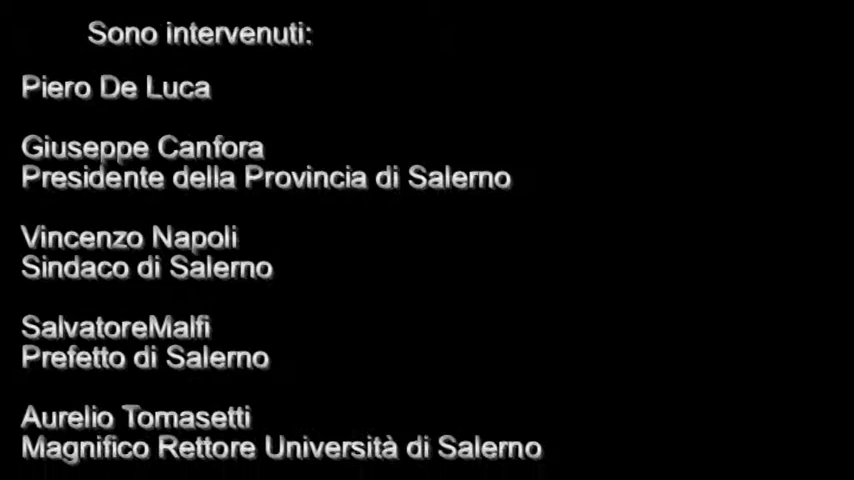 Sono intervenuti:
Piero De Luca
Giuseppe Canfora
Presidente della Provincia di Salerno
Vincenzo Napoli
Sindaco di Salerno
SalvatoreMalfi
Prefetto di Salerno
Aurelio Tomasetti
Magnifico Rettore Università di Salerno